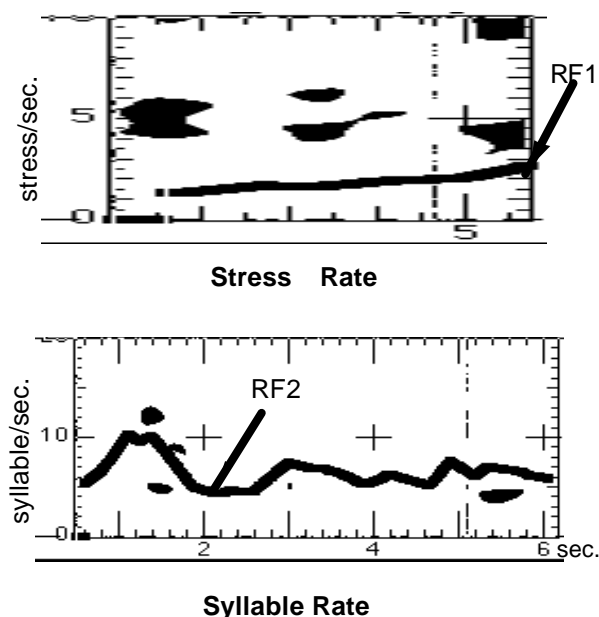 RF1
stress/sec.
5
0
5
Stress Rate
RF2
syllable/sec.
10
0
2 4 6 sec.
Syllable Rate